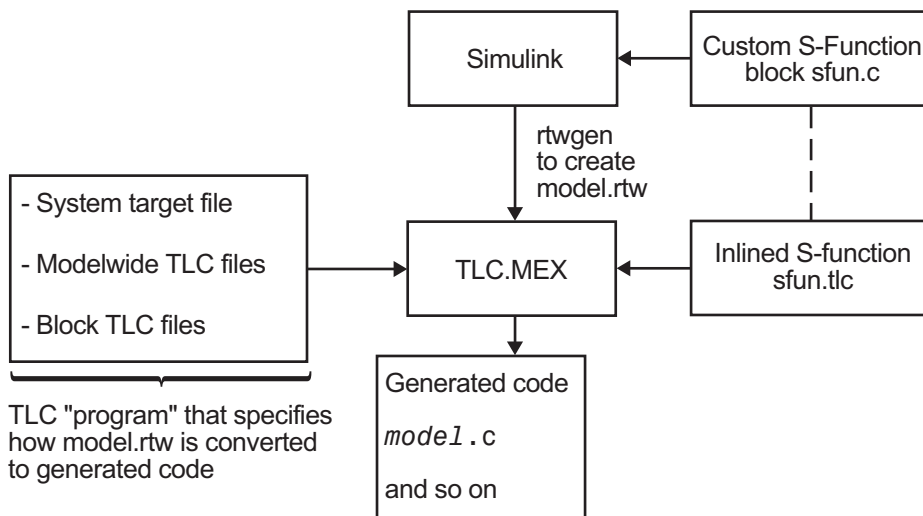 Simulink
Custom S-Function
block sfun.c
rtwgen
to create
model.rtw
- System target file
- Modelwide TLC files
- Block TLC files
TLC.MEX
Inlined S-function
sfun.tlc
TLC "program" that specifies
how model.rtw is converted
to generated code
Generated code
model.c
and so on